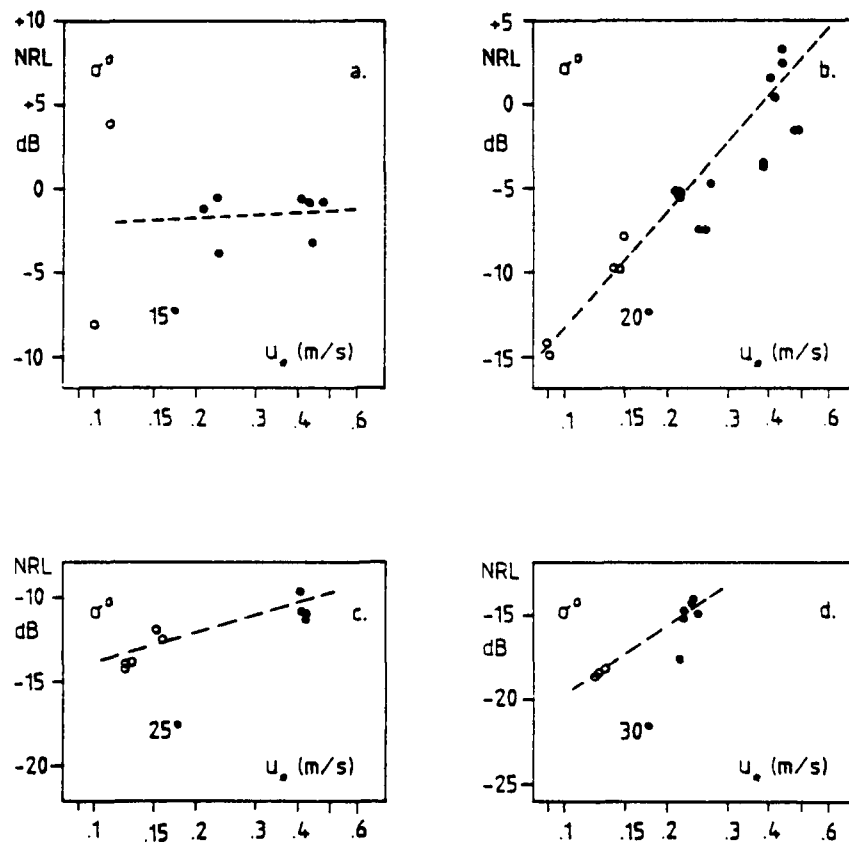 +10
NRL
σ°
a.
+5
dB
0
-5
15°
-10
u* (m/s)
.1 .15 .2 .3 .4 .6
+5
NRL
σ°
b.
0
dB
-5
-10
20°
-15
u* (m/s)
.1 .15 .2 .3 .4 .6
NRL
-10
σ°
c.
dB
-15
25°
-20
u* (m/s)
.1 .15 .2 .3 .4 .6
NRL
σ°
d.
-15
dB
-20
30°
-25
u* (m/s)
.1 .15 .2 .3 .4 .6